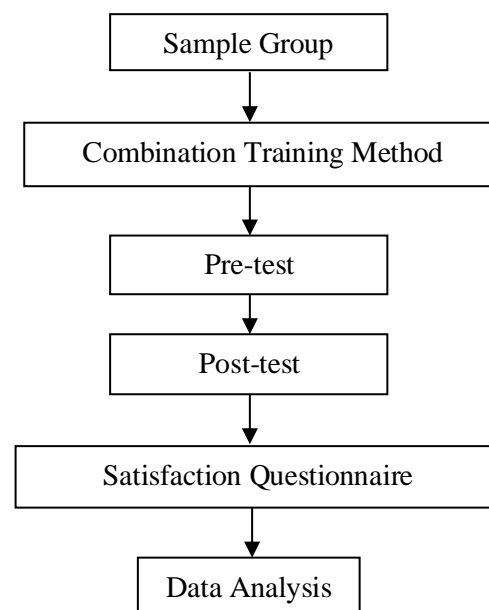 Sample Group
Combination Training Method
Pre-test
Post-test
Satisfaction Questionnaire
Data Analysis